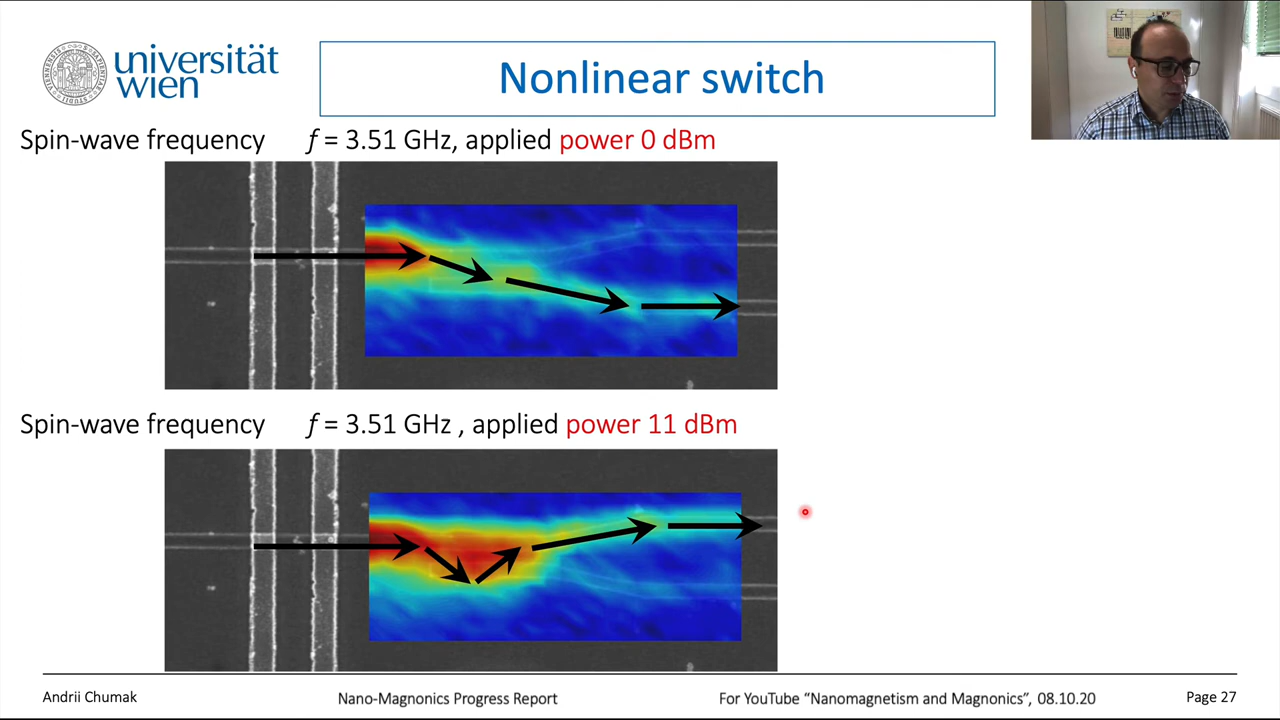 universität
wien
Nonlinear switch
Spin-wave frequency f = 3.51 GHz, applied power 0 dBm
Spin-wave frequency f = 3.51 GHz , applied power 11 dBm
Andrii Chumak
Nano-Magnonics Progress Report
For YouTube “Nanomagnetism and Magnonics”, 08.10.20
Page 27